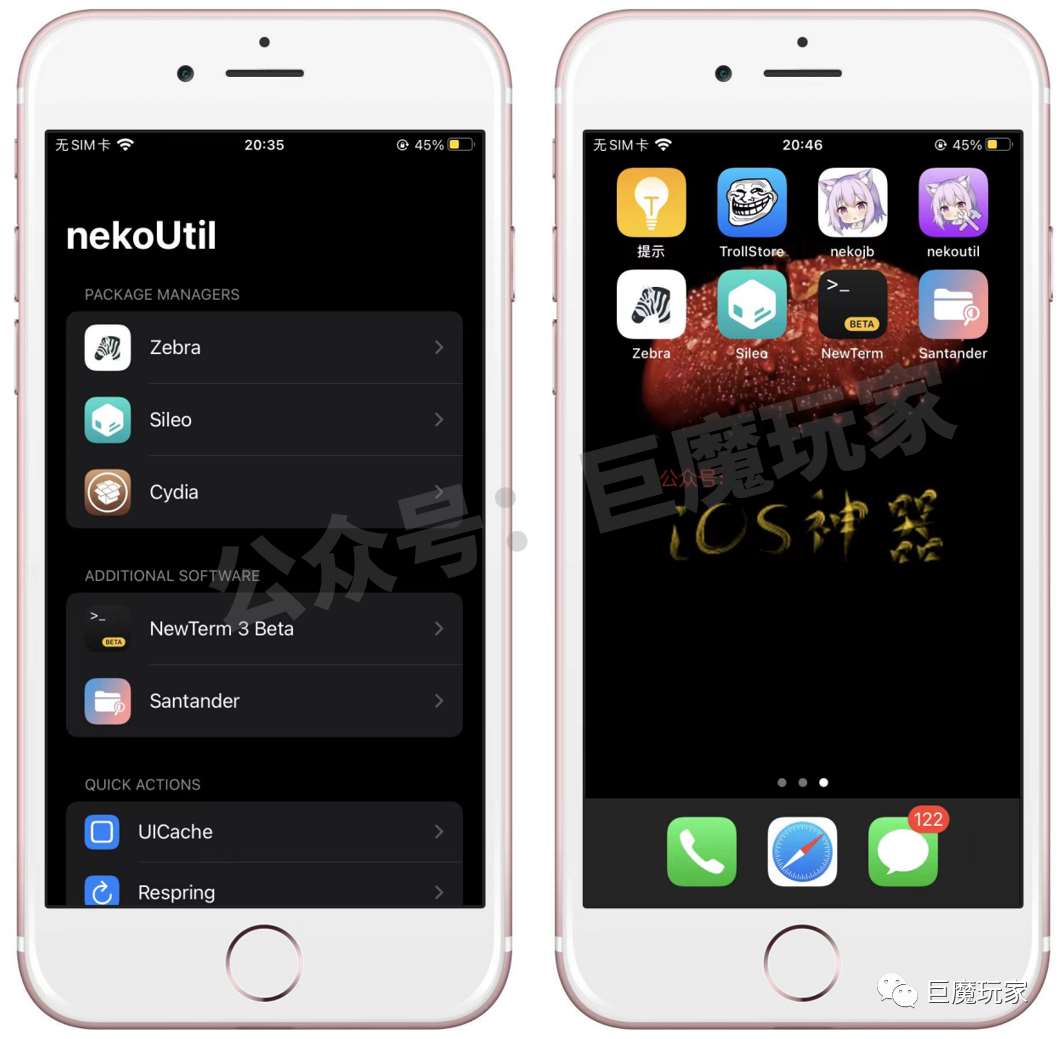 无SIM卡
20:35
45%
nekoUtil
PACKAGE MANAGERS
Zebra
Sileo
Cydia
ADDITIONAL SOFTWARE
>_
BETA
NewTerm 3 Beta
Santander
QUICK ACTIONS
UICache
Respring
无SIM卡
20:46
45%
提示
TrollStore
nekojb
nekoutil
>_
BETA
Zebra
Sileo
NewTerm
Santander
公众号:
iOS神器
122
公众号：巨魔玩家
巨魔玩家